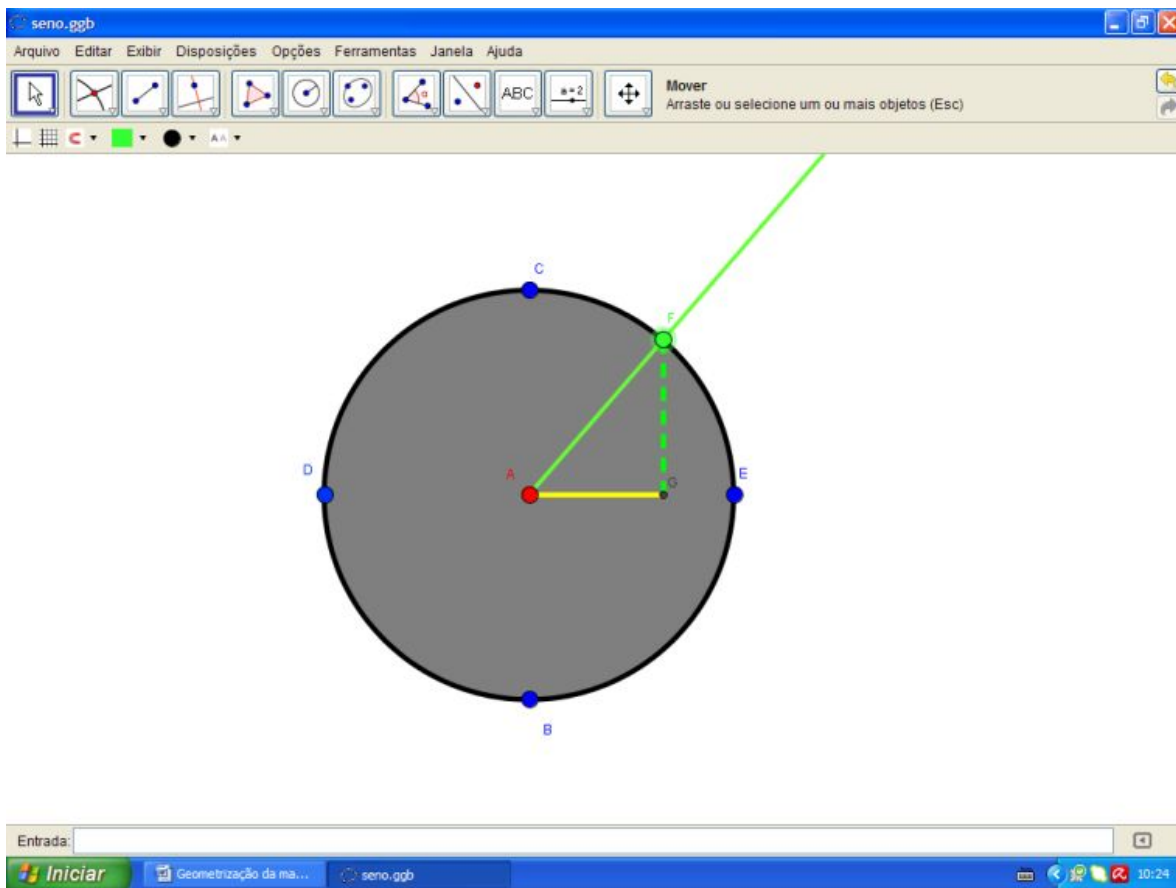 seno.ggb
Arquivo Editar Exibir Disposições Opções Ferramentas Janela Ajuda
ABC a=2 Mover
Arraste ou selecione um ou mais objetos (Esc)
A A
C
F
D A G E
B
Entrada:
Iniciar Geometrização da ma... seno.ggb 10:24